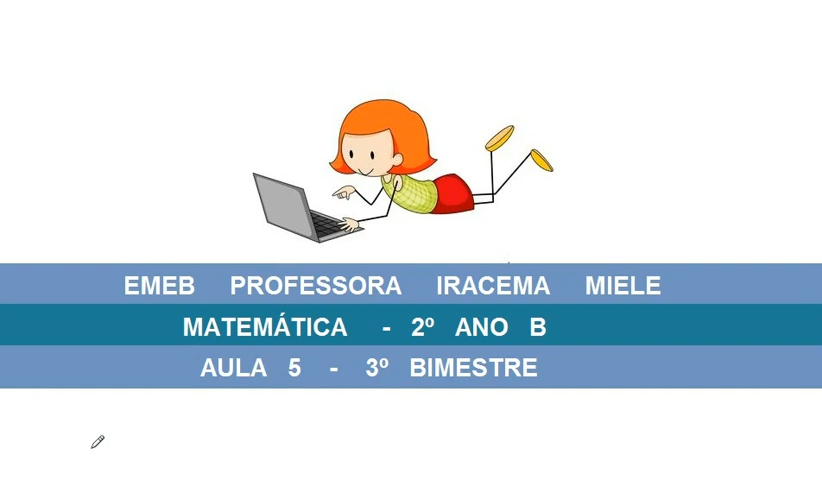 EMEB PROFESSORA IRACEMA MIELE
MATEMÁTICA - 2º ANO B
AULA 5 - 3º BIMESTRE